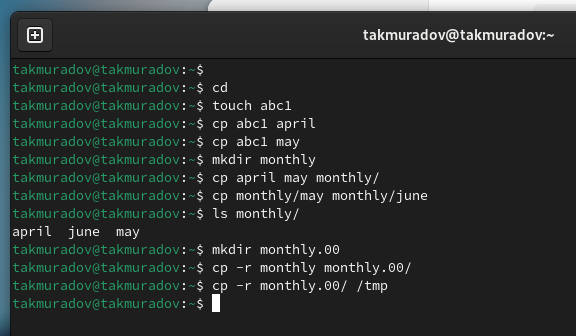 takmuradov@takmuradov:~
takmuradov@takmuradov:~$
takmuradov@takmuradov:~$ cd
takmuradov@takmuradov:~$ touch abc1
takmuradov@takmuradov:~$ cp abc1 april
takmuradov@takmuradov:~$ cp abc1 may
takmuradov@takmuradov:~$ mkdir monthly
takmuradov@takmuradov:~$ cp april may monthly/
takmuradov@takmuradov:~$ cp monthly/may monthly/june
takmuradov@takmuradov:~$ ls monthly/
april  june  may
takmuradov@takmuradov:~$ mkdir monthly.00
takmuradov@takmuradov:~$ cp -r monthly monthly.00/
takmuradov@takmuradov:~$ cp -r monthly.00/ /tmp
takmuradov@takmuradov:~$